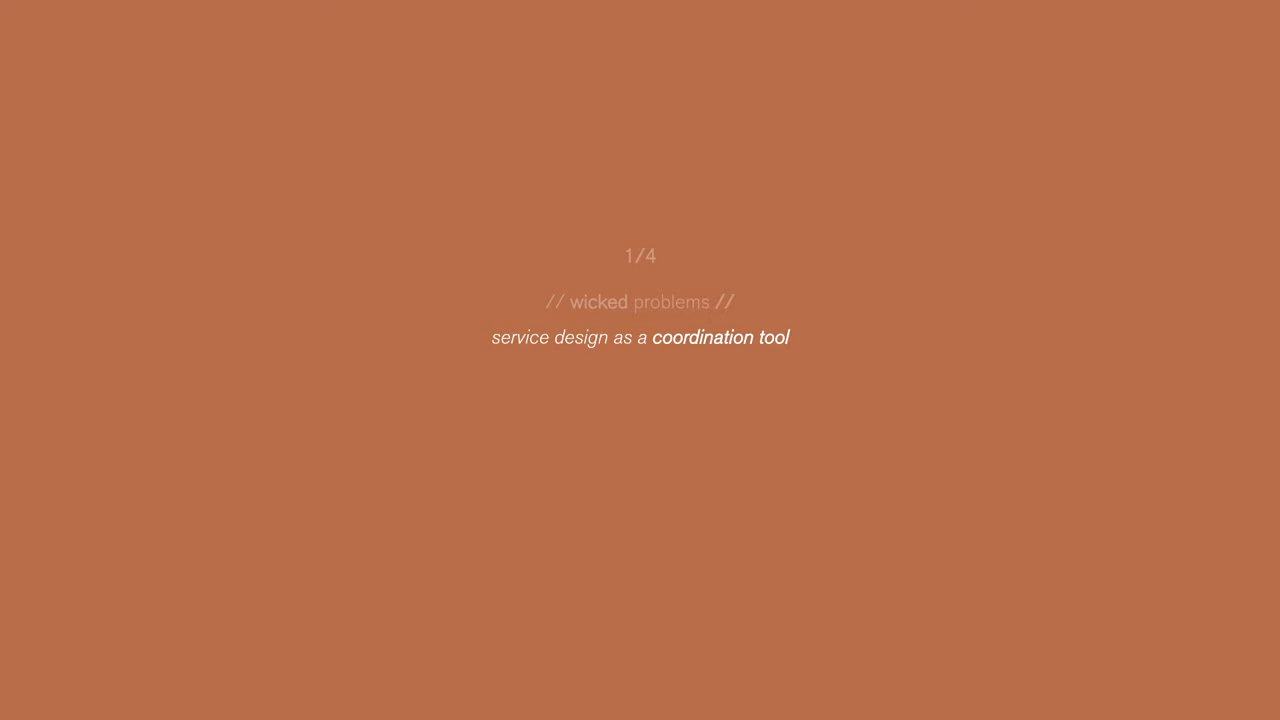 1/4
// wicked problems //
service design as a coordination tool